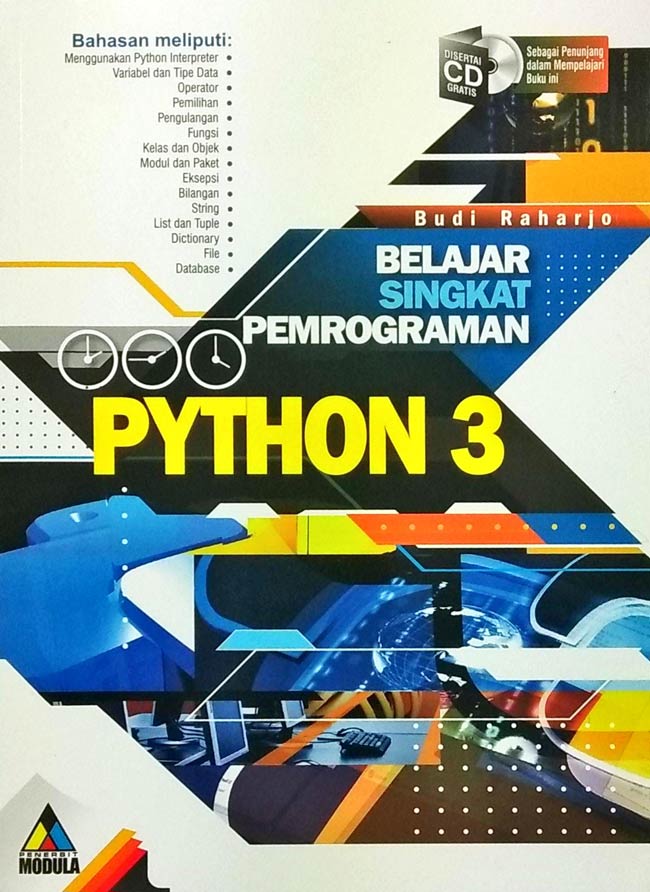 Bahasan meliputi:
Menggunakan Python Interpreter •
Variabel dan Tipe Data •
Operator •
Pemilihan •
Pengulangan •
Fungsi •
Kelas dan Objek •
Modul dan Paket •
Eksepsi •
Bilangan •
String •
List dan Tuple •
Dictionary •
File •
Database •
DISERTAI
CD
GRATIS
Sebagai Penunjang
dalam Mempelajari
Buku ini
Budi Raharjo
BELAJAR
SINGKAT
PEMROGRAMAN
PYTHON 3
PENERBIT
MODULA